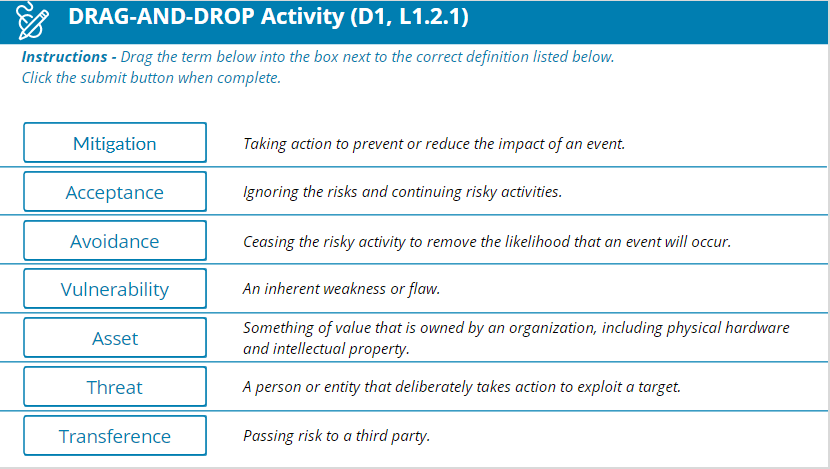 DRAG-AND-DROP Activity (D1, L1.2.1)
Instructions - Drag the term below into the box next to the correct definition listed below.
Click the submit button when complete.
Mitigation Taking action to prevent or reduce the impact of an event.
Acceptance Ignoring the risks and continuing risky activities.
Avoidance Ceasing the risky activity to remove the likelihood that an event will occur.
Vulnerability An inherent weakness or flaw.
Asset Something of value that is owned by an organization, including physical hardware
and intellectual property.
Threat A person or entity that deliberately takes action to exploit a target.
Transference Passing risk to a third party.